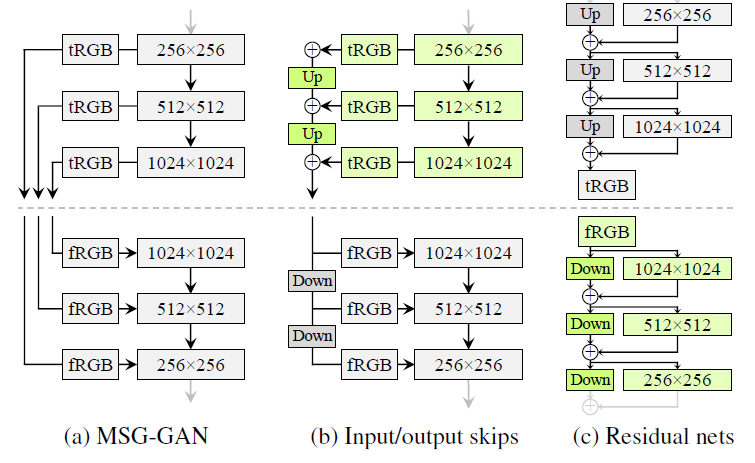 tRGB 256×256
tRGB 512×512
tRGB 1024×1024
fRGB 1024×1024
fRGB 512×512
fRGB 256×256
(a) MSG-GAN
tRGB 256×256
Up
tRGB 512×512
Up
tRGB 1024×1024
fRGB 1024×1024
Down
fRGB 512×512
Down
fRGB 256×256
(b) Input/output skips
Up 256×256
Up 512×512
Up 1024×1024
tRGB
fRGB
Down 1024×1024
Down 512×512
Down 256×256
(c) Residual nets